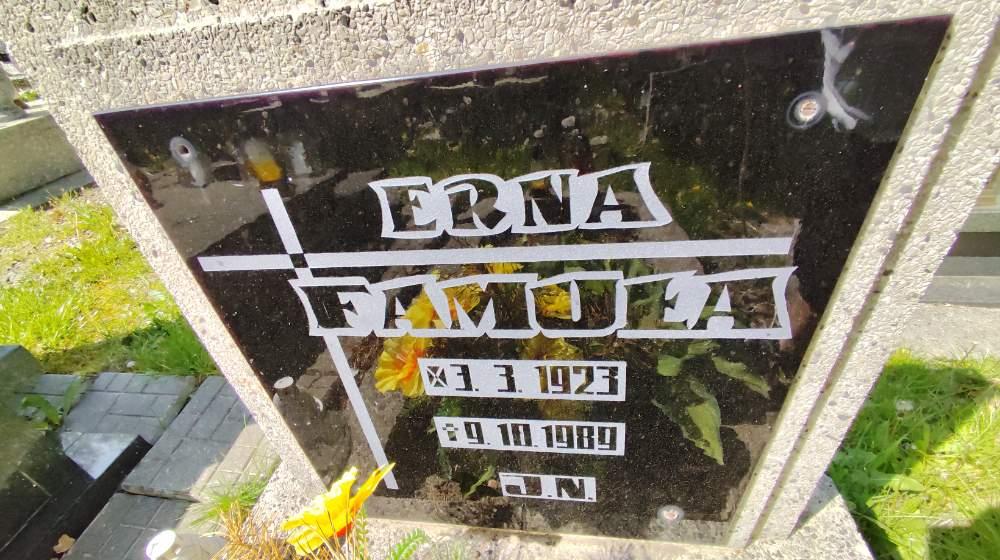 ERNA
FAMUŁA
3. 3. 1923
✝ 9. 10. 1989
J.N.